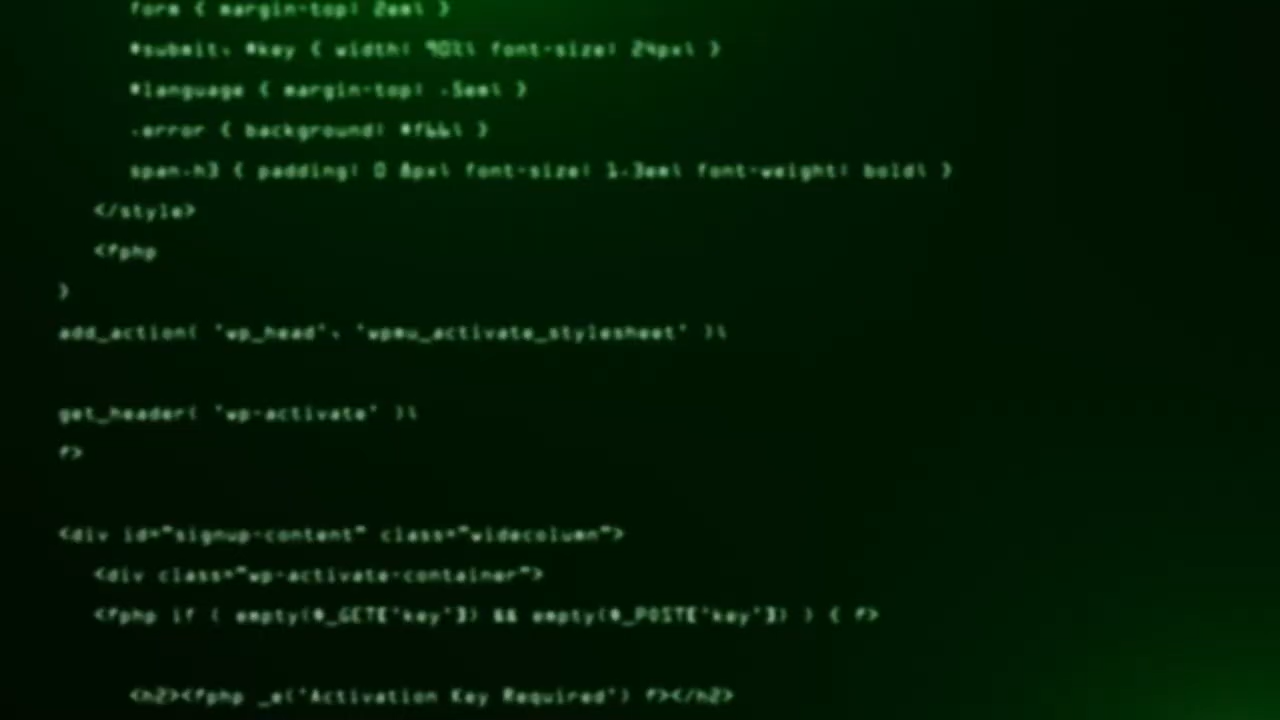 form { margin-top: 2em; }
#submit, #key { width: 90%; font-size: 24px; }
#language { margin-top: .5em; }
.error { background: #f66; }
span.h3 { padding: 0 8px; font-size: 1.3em; font-weight: bold; }
</style>
<?php
}
add_action( 'wp_head', 'wpmu_activate_stylesheet' );
get_header( 'wp-activate' );
?>
<div id="signup-content" class="widecolumn">
<div class="wp-activate-container">
<?php if ( empty($_GET['key']) && empty($_POST['key']) ) { ?>
<h2><?php _e('Activation Key Required') ?></h2>